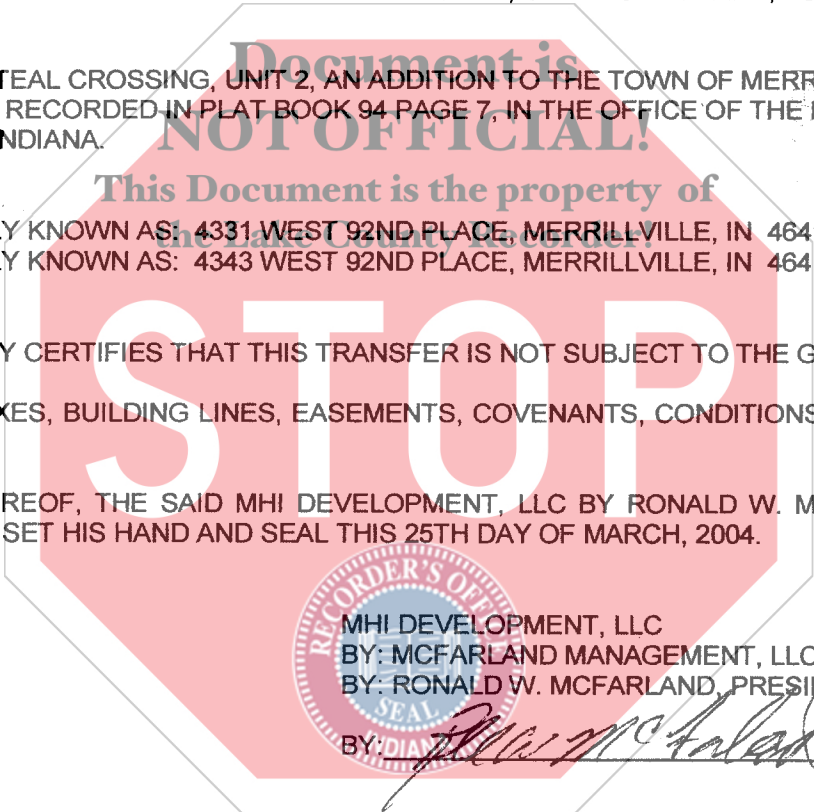 Document is
TEAL CROSSING, UNIT 2, AN ADDITION TO THE TOWN OF MERR
RECORDED IN PLAT BOOK 94 PAGE 7, IN THE OFFICE OF THE
NDIANA.
NOT OFFICIAL!
This Document is the property of
the Lake County Recorder!
LY KNOWN AS: 4331 WEST 92ND PLACE, MERRILLVILLE, IN 464
LY KNOWN AS: 4343 WEST 92ND PLACE, MERRILLVILLE, IN 464
STOP
Y CERTIFIES THAT THIS TRANSFER IS NOT SUBJECT TO THE G
XES, BUILDING LINES, EASEMENTS, COVENANTS, CONDITIONS
REOF, THE SAID MHI DEVELOPMENT, LLC BY RONALD W. M
SET HIS HAND AND SEAL THIS 25TH DAY OF MARCH, 2004.
RECORDER'S OFFICE
SEAL
INDIANA
MHI DEVELOPMENT, LLC
BY: MCFARLAND MANAGEMENT, LLC
BY: RONALD W. MCFARLAND, PRESI
BY: